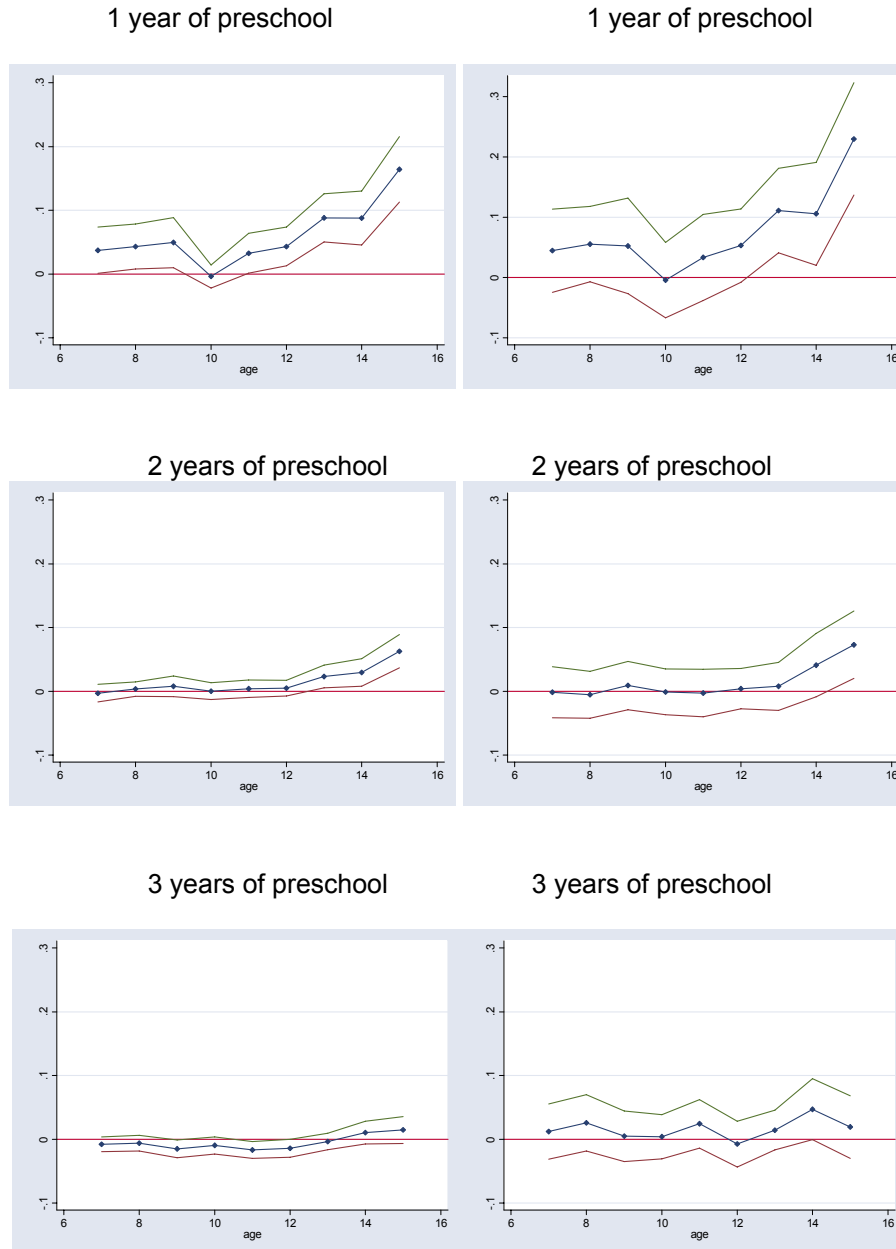 1 year of preschool
1 year of preschool
.3
.2
.1
0
-.1
6 8 10 12 14 16
age
.3
.2
.1
0
-.1
6 8 10 12 14 16
age
2 years of preschool
2 years of preschool
.3
.2
.1
0
-.1
6 8 10 12 14 16
age
.3
.2
.1
0
-.1
6 8 10 12 14 16
age
3 years of preschool
3 years of preschool
.3
.2
.1
0
-.1
6 8 10 12 14 16
age
.3
.2
.1
0
-.1
6 8 10 12 14 16
age